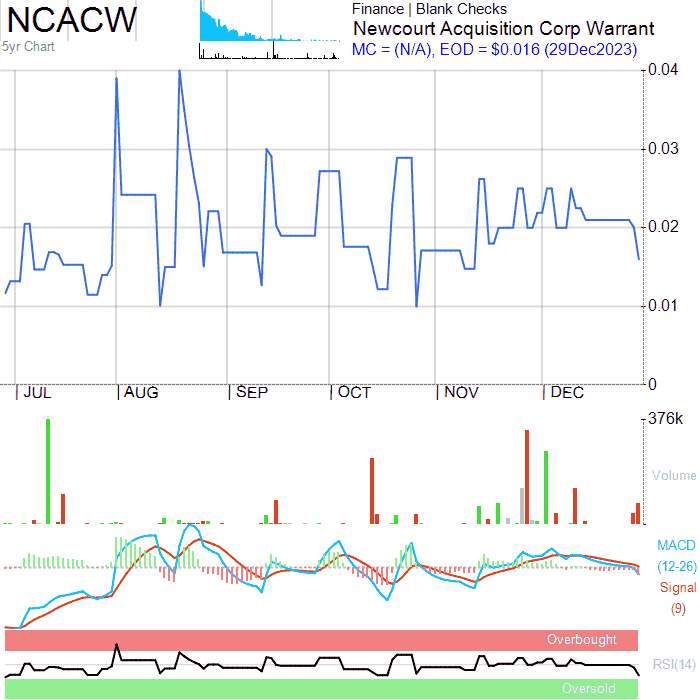 NCACW
5yr Chart
Finance | Blank Checks
Newcourt Acquisition Corp Warrant
MC = (N/A), EOD = $0.016 (29Dec2023)
0.04
0.03
0.02
0.01
0
JUL AUG SEP OCT NOV DEC
376k
Volume
MACD
(12-26)
Signal
(9)
Overbought
RSI(14)
Oversold